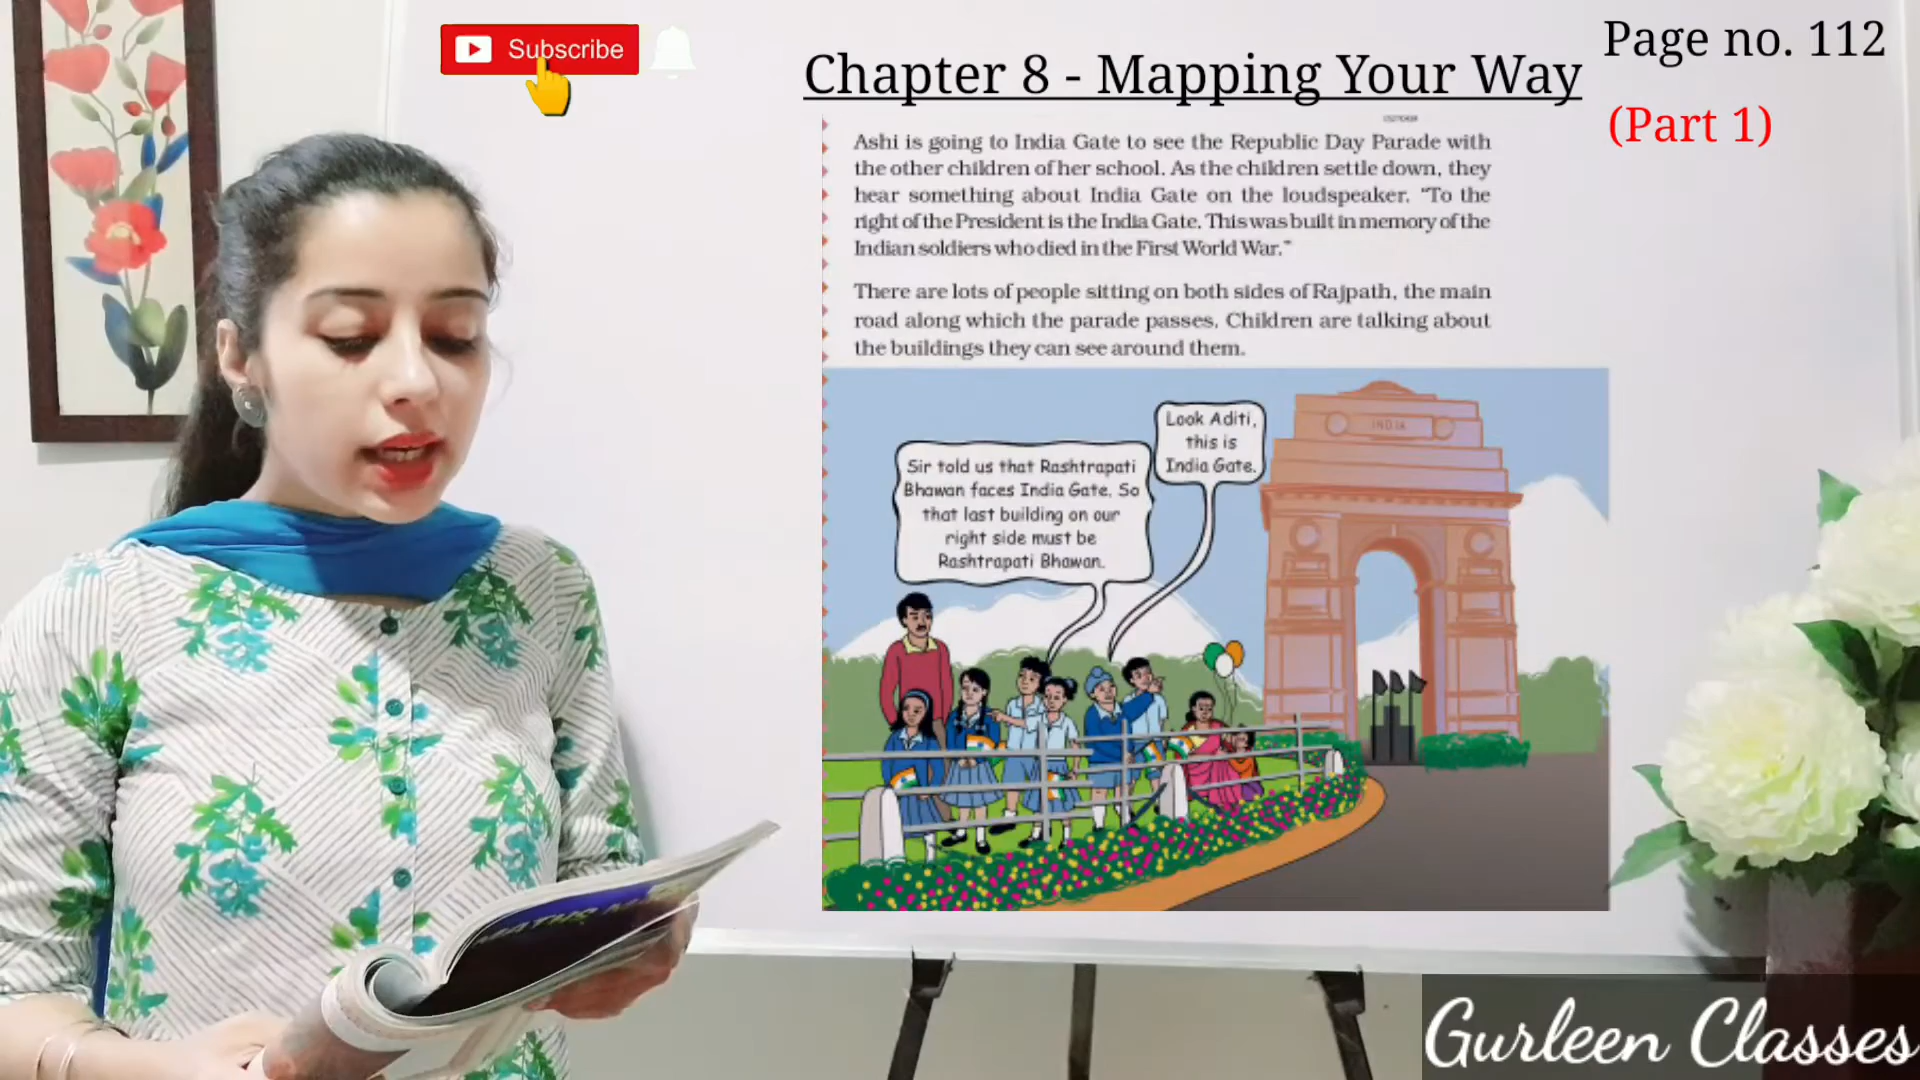 Subscribe
Chapter 8 - Mapping Your Way
Page no. 112
(Part 1)
Ashi is going to India Gate to see the Republic Day Parade with
the other children of her school. As the children settle down, they
hear something about India Gate on the loudspeaker. “To the
right of the President is the India Gate. This was built in memory of the
Indian soldiers who died in the First World War.”
There are lots of people sitting on both sides of Rajpath, the main
road along which the parade passes. Children are talking about
the buildings they can see around them.
Look Aditi,
this is
India Gate.
Sir told us that Rashtrapati
Bhawan faces India Gate. So
that last building on our
right side must be
Rashtrapati Bhawan.
INDIA
Gurleen Classes